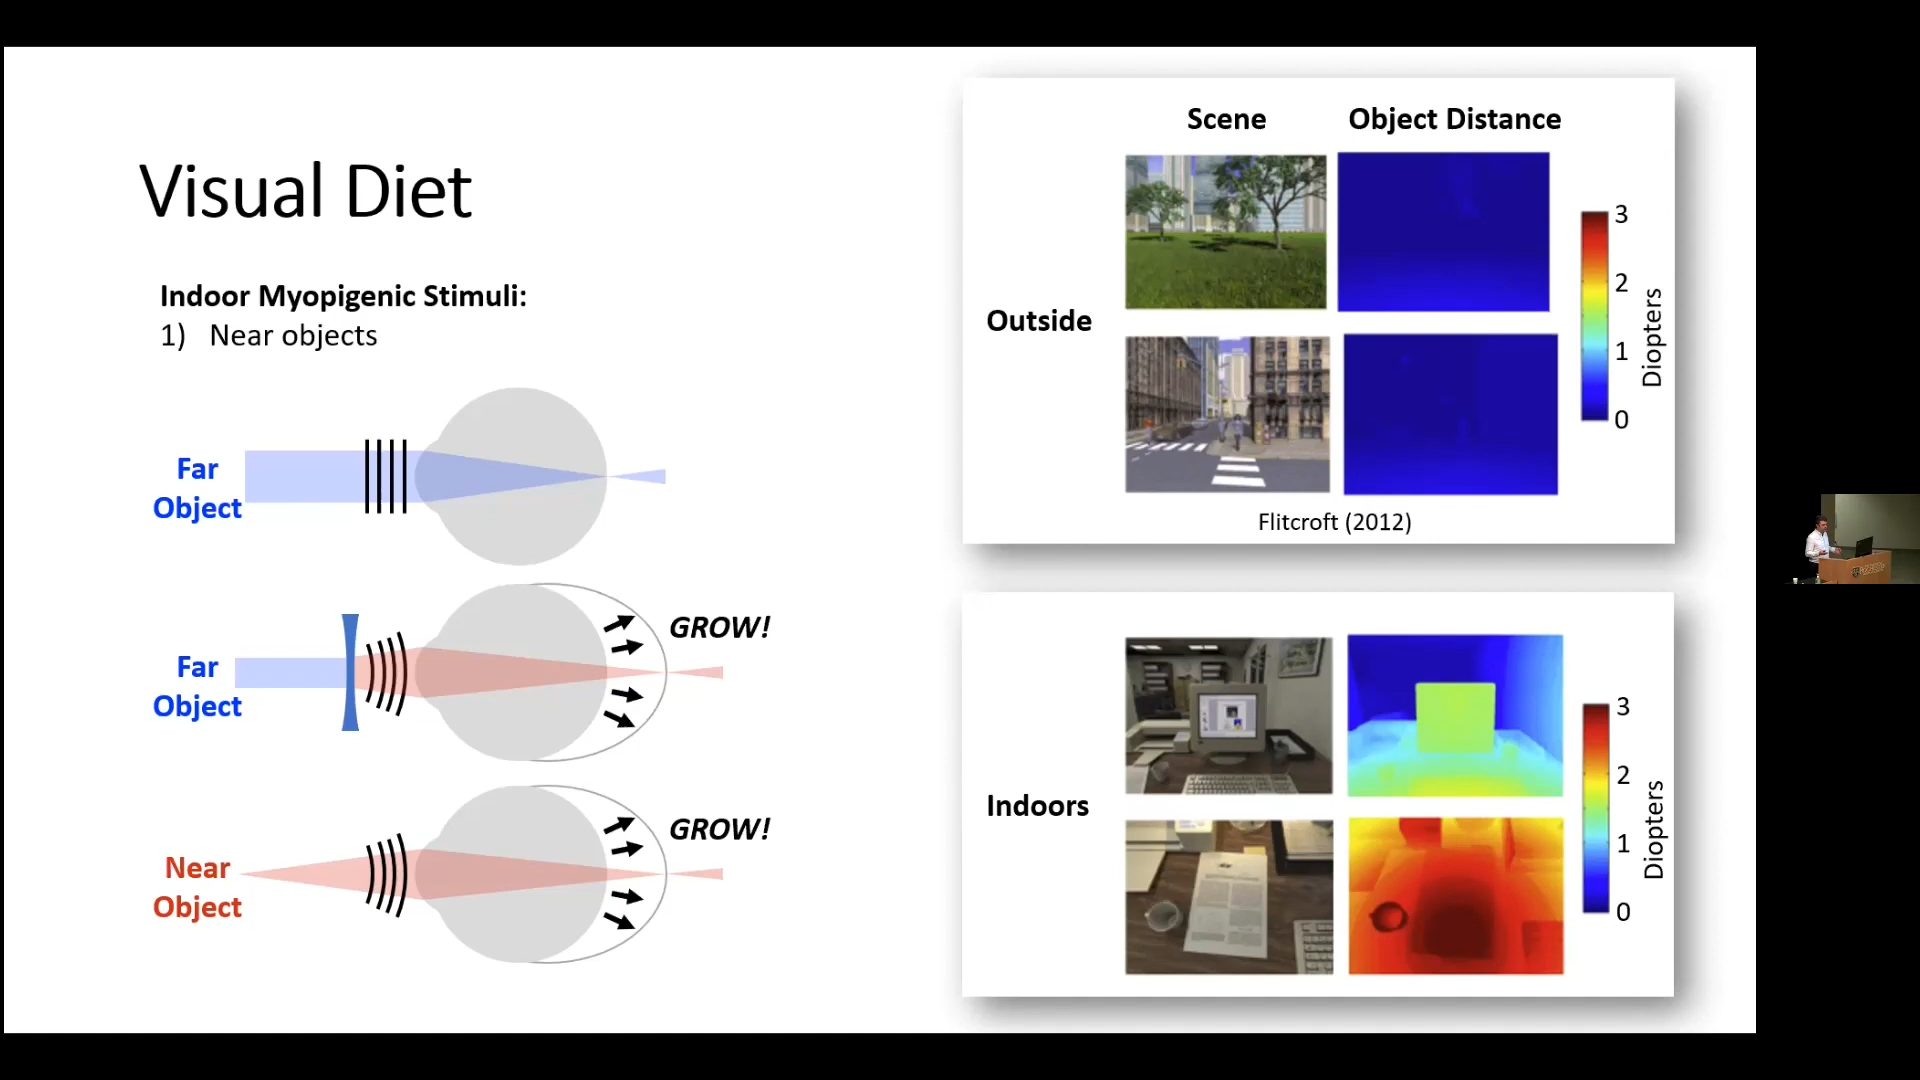 Visual Diet
Indoor Myopigenic Stimuli:
1) Near objects
Far
Object
Far
Object
GROW!
Near
Object
GROW!
Scene
Object Distance
Outside
3
2
1
0
Diopters
Flitcroft (2012)
Indoors
3
2
1
0
Diopters